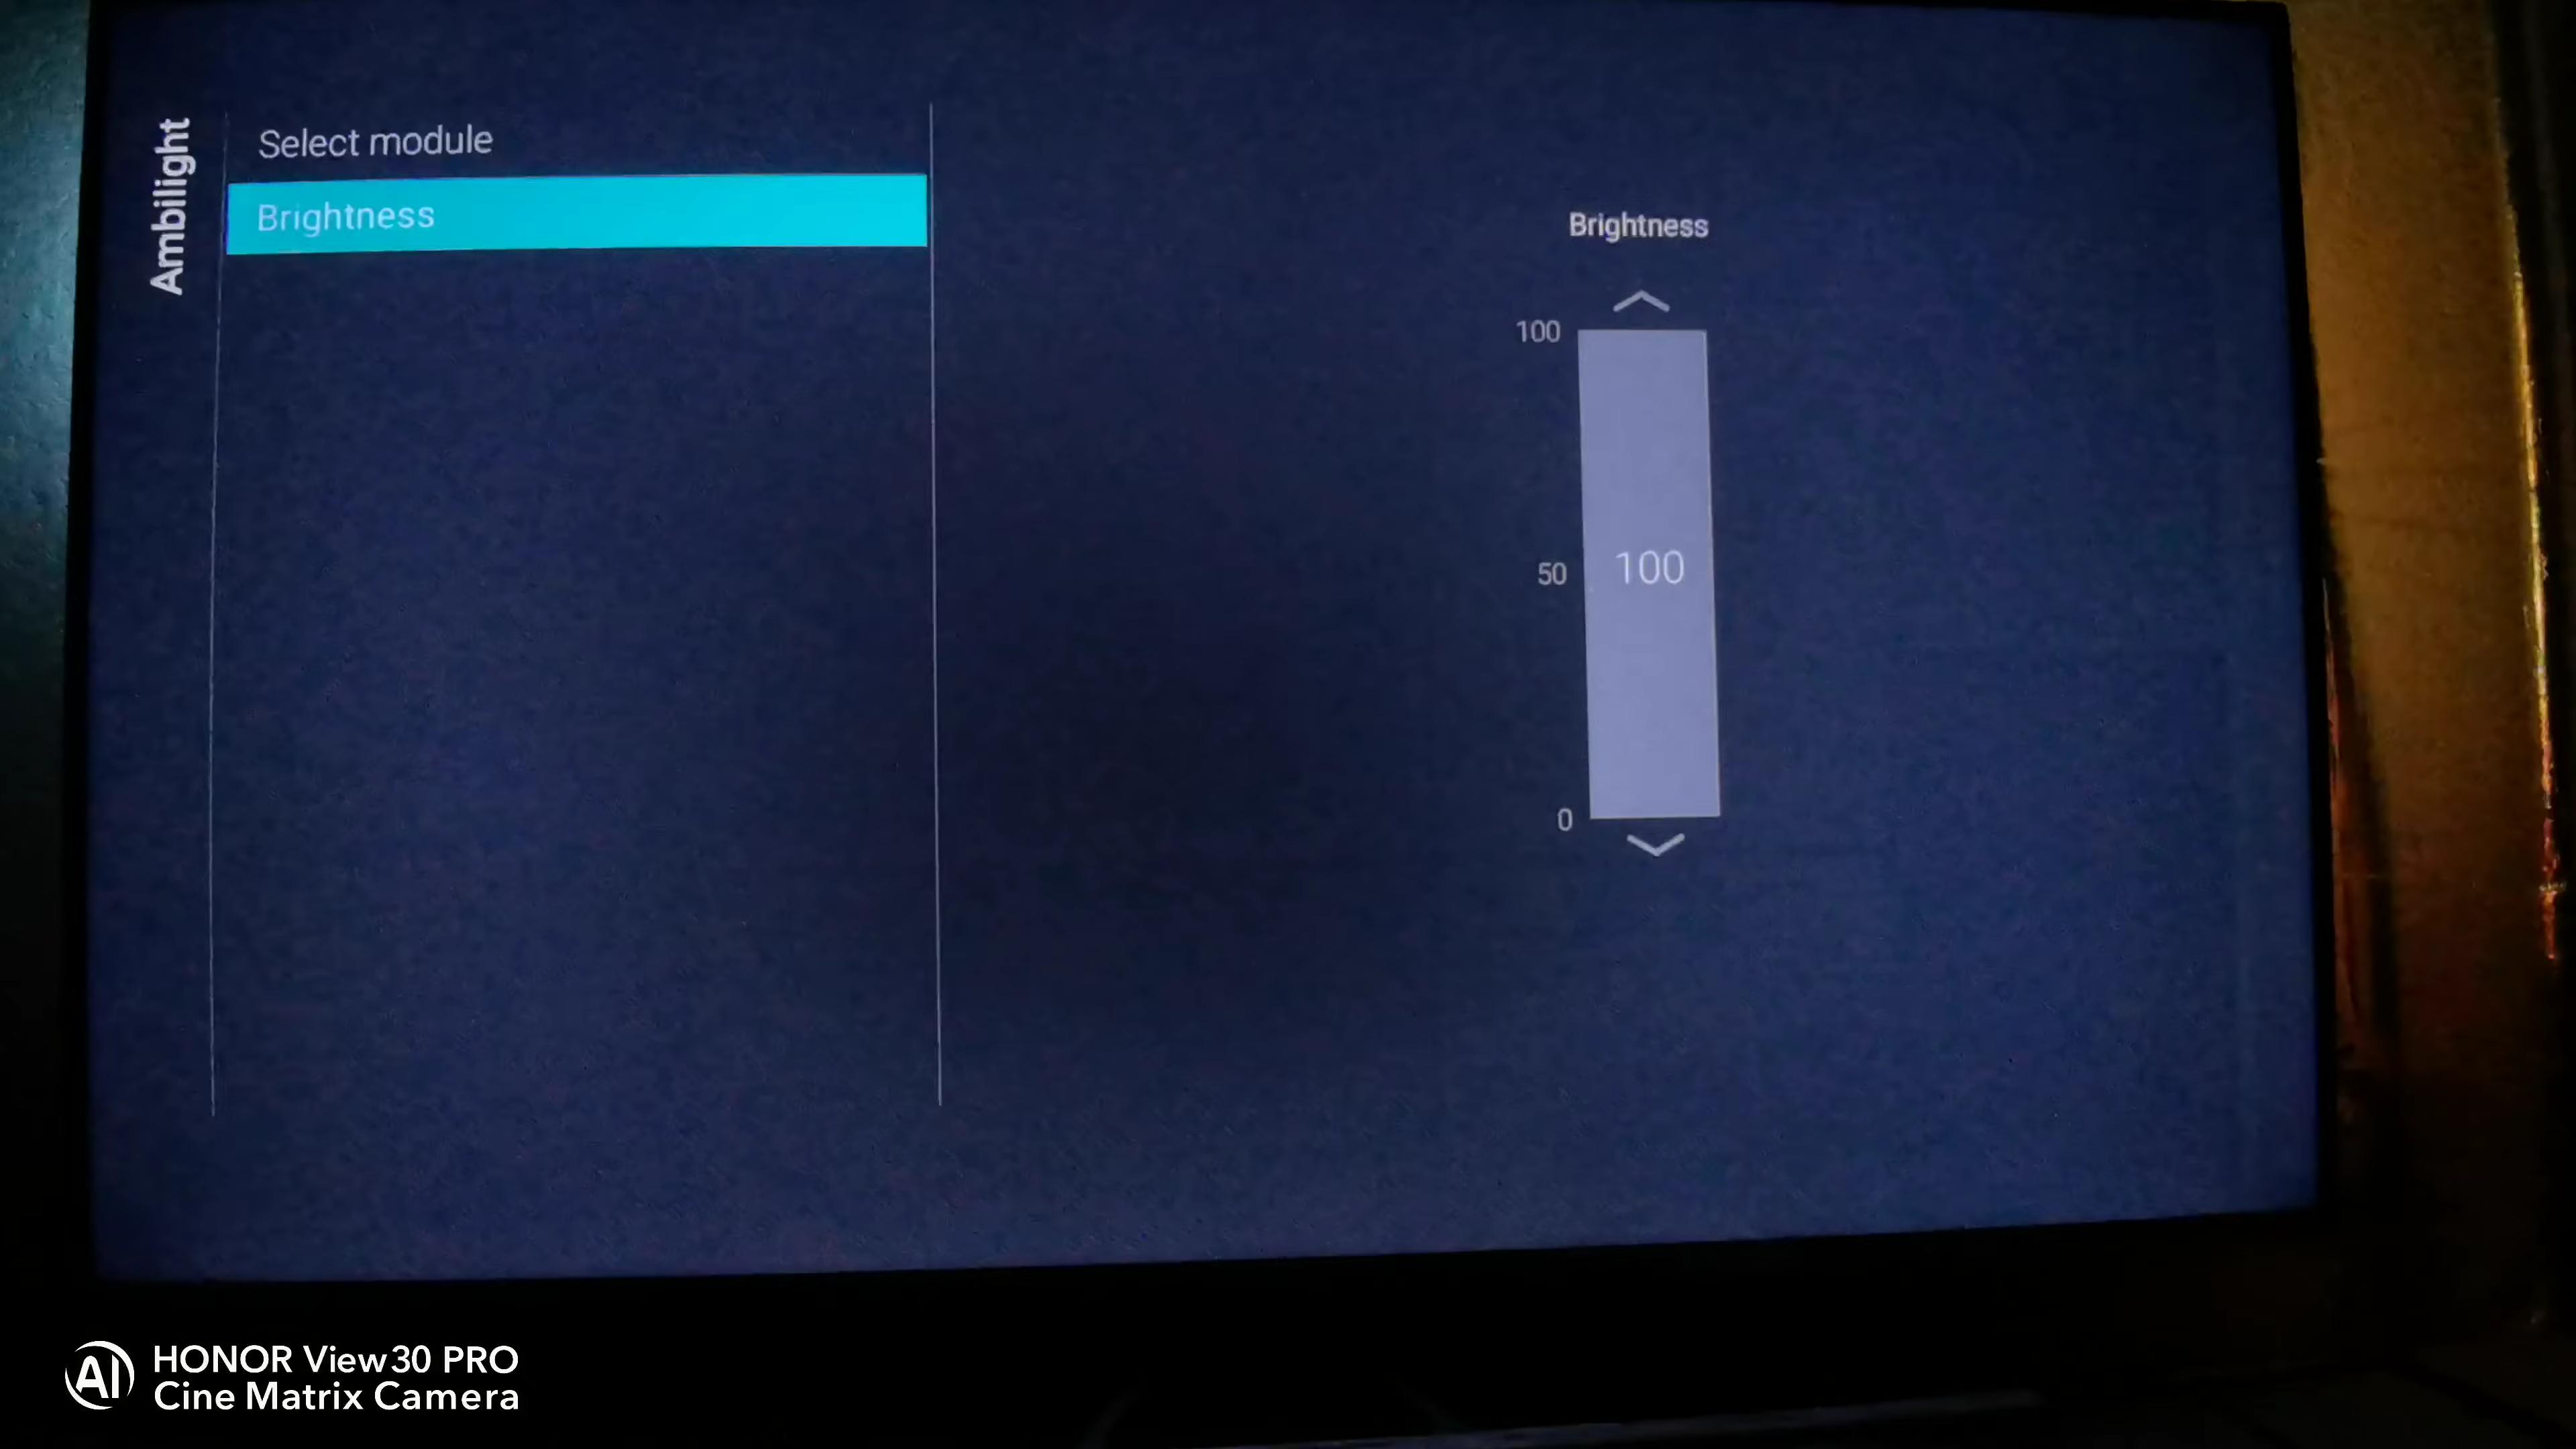 Ambilight
Select module
Brightness
Brightness
100
50
100
0
AI
HONOR View30 PRO
Cine Matrix Camera